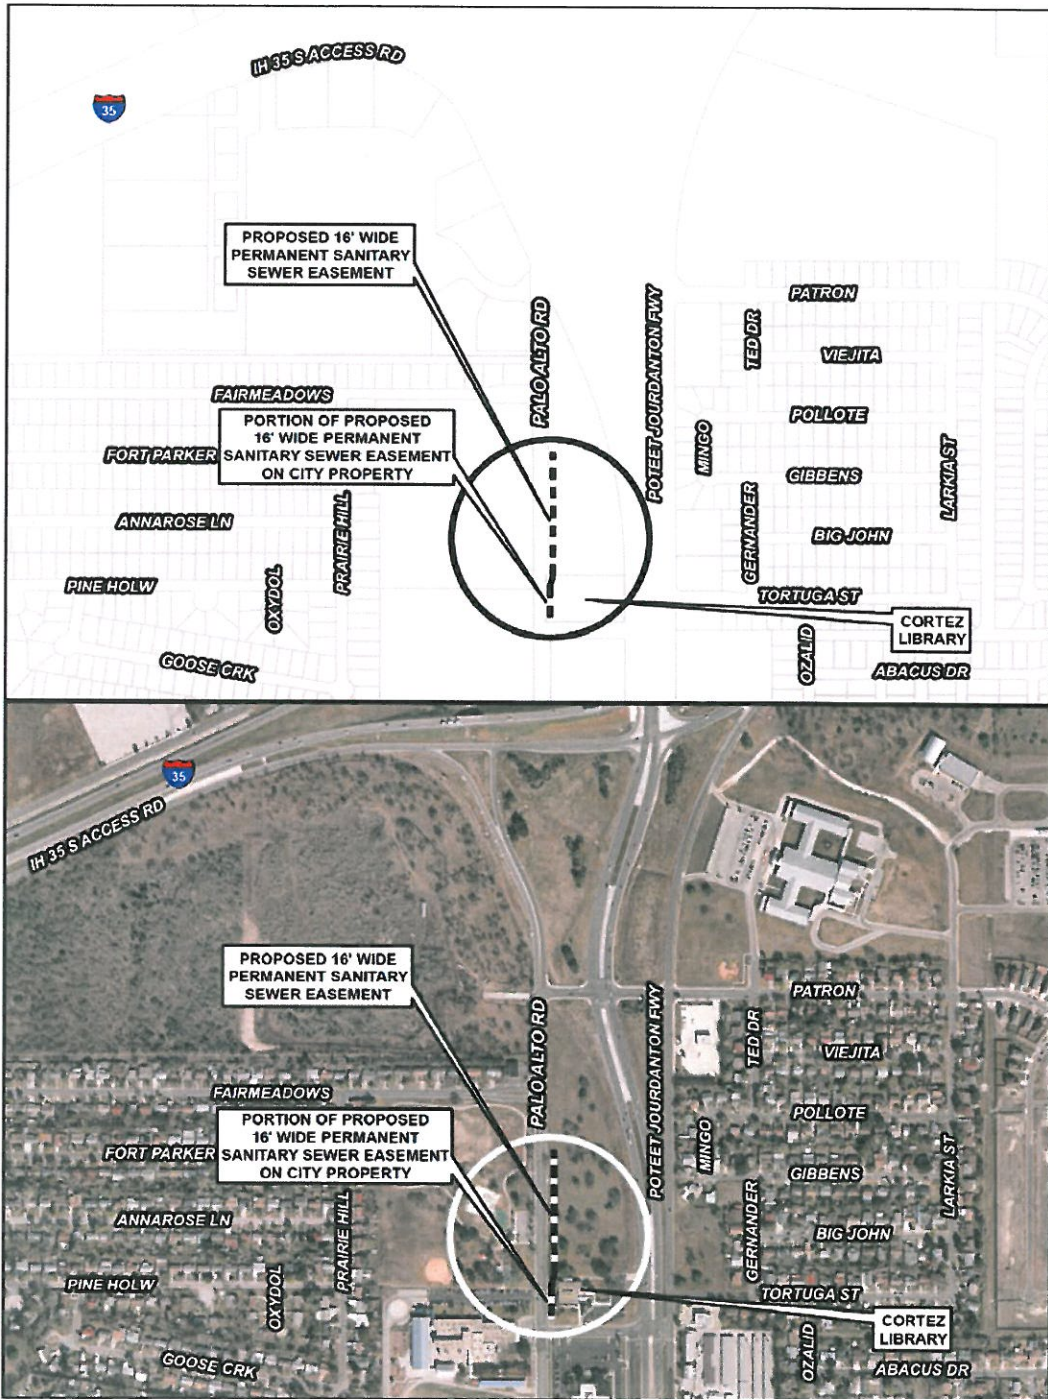 IH 35 S ACCESS RD
35
PROPOSED 16' WIDE
PERMANENT SANITARY
SEWER EASEMENT
PALO ALTO RD
POTEET JOURDANTON FWY
PATRON
TED DR
VIEJITA
FAIRMEADOWS
PORTION OF PROPOSED
16' WIDE PERMANENT
SANITARY SEWER EASEMENT
ON CITY PROPERTY
POLLOTE
FORT PARKER
MINGO
GIBBENS
LARKIA ST
ANNAROSE LN
PRAIRIE HILL
GERNANDER
BIG JOHN
PINE HOLW
OXYDOL
TORTUGA ST
CORTEZ
LIBRARY
GOOSE CRK
OZALID
ABACUS DR
35
IH 35 S ACCESS RD
PROPOSED 16' WIDE
PERMANENT SANITARY
SEWER EASEMENT
PALO ALTO RD
POTEET JOURDANTON FWY
PATRON
TED DR
VIEJITA
FAIRMEADOWS
PORTION OF PROPOSED
16' WIDE PERMANENT
SANITARY SEWER EASEMENT
ON CITY PROPERTY
POLLOTE
FORT PARKER
MINGO
GIBBENS
LARKIA ST
ANNAROSE LN
PRAIRIE HILL
GERNANDER
BIG JOHN
PINE HOLW
OXYDOL
TORTUGA ST
CORTEZ
LIBRARY
GOOSE CRK
OZALID
ABACUS DR